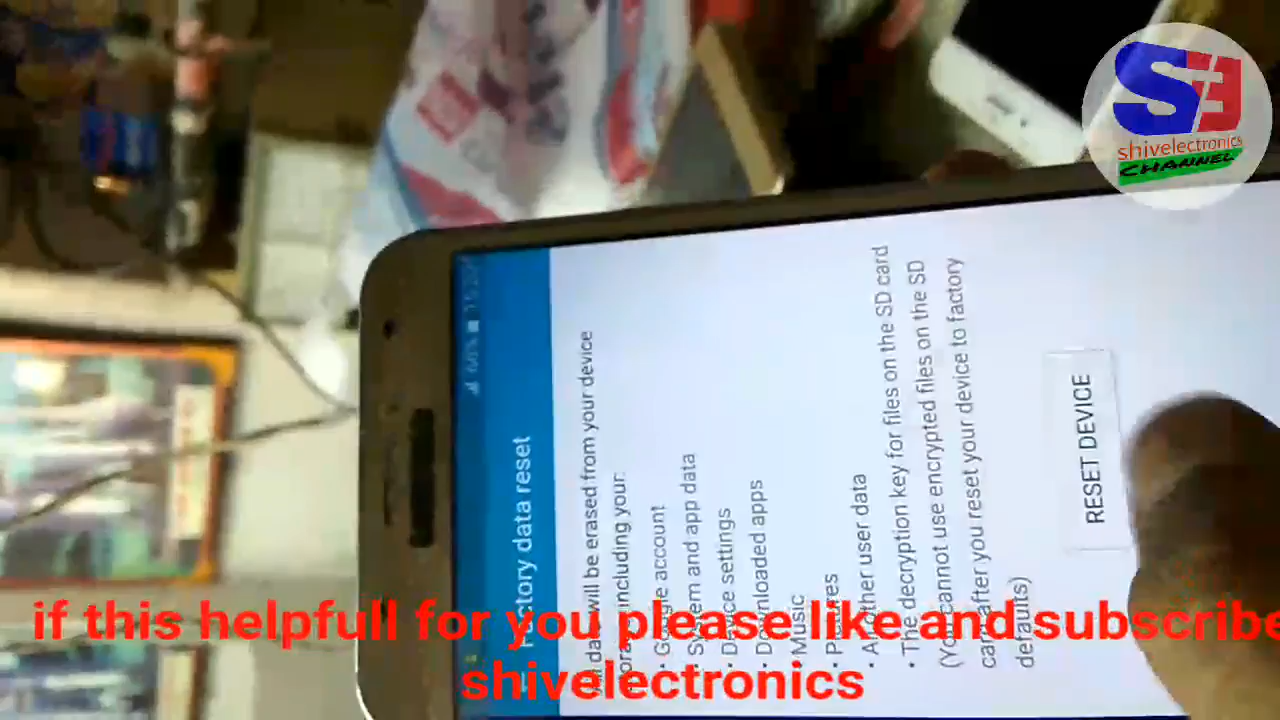 SE
shivelectronics
CHANNEL
Factory data reset
All data will be erased from your device
including your:
• Google account
• System and app data
• Device settings
• Downloaded apps
• Music
• Pictures
• All other user data
• The decryption key for files on the SD card
(You cannot use encrypted files on the SD
card after you reset your device to factory
defaults)
RESET DEVICE
if this helpfull for you please like and subscribe
shivelectronics